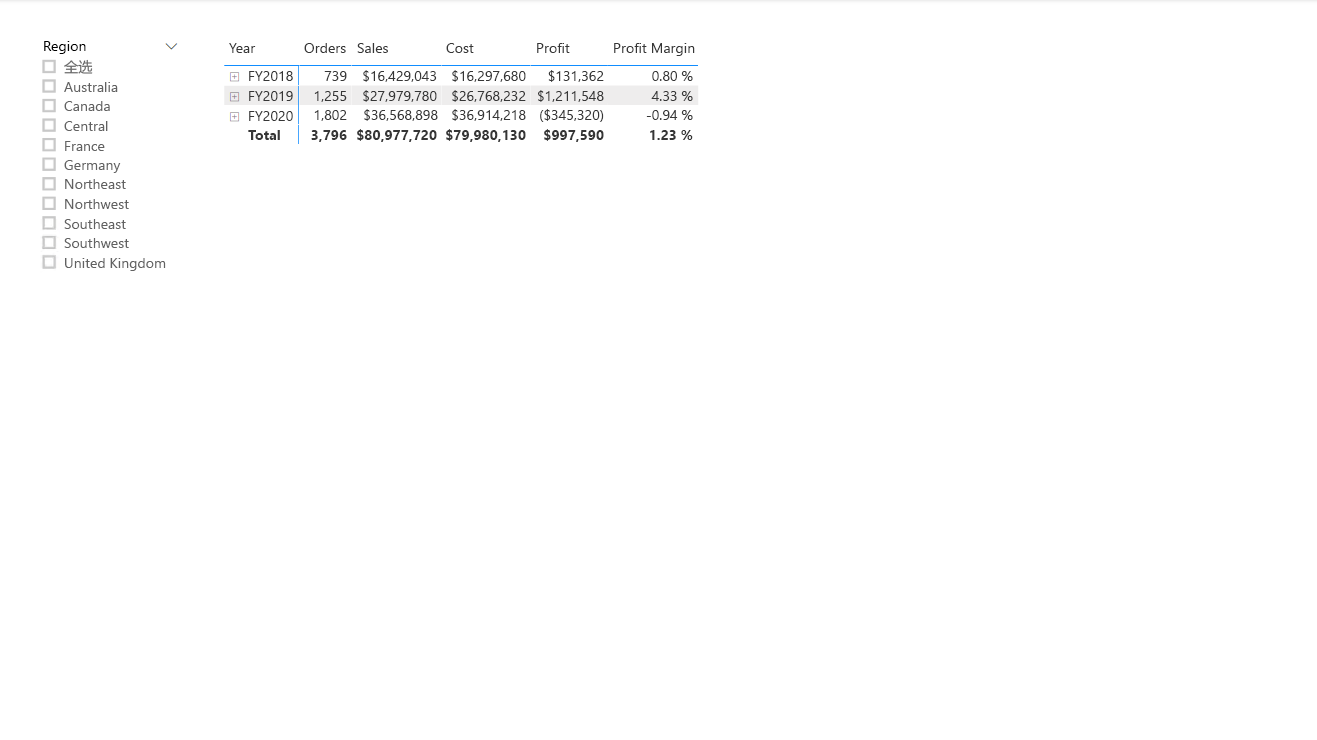 Region
全选
Australia
Canada
Central
France
Germany
Northeast
Northwest
Southeast
Southwest
United Kingdom
Year Orders Sales Cost Profit Profit Margin
FY2018 739 $16,429,043 $16,297,680 $131,362 0.80 %
FY2019 1,255 $27,979,780 $26,768,232 $1,211,548 4.33 %
FY2020 1,802 $36,568,898 $36,914,218 ($345,320) -0.94 %
Total 3,796 $80,977,720 $79,980,130 $997,590 1.23 %